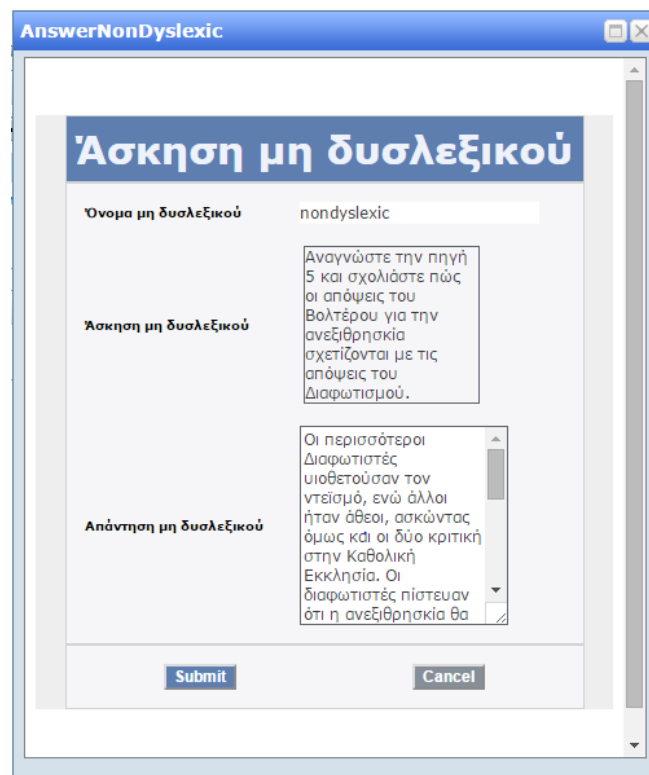 AnswerNonDyslexic
Άσκηση μη δυσλεξικού
Όνομα μη δυσλεξικού
nondyslexic
Άσκηση μη δυσλεξικού
Αναγνώστε την πηγή
5 και σχολιάστε πώς
οι απόψεις του
Βολτέρου για την
ανεξιθρησκία
σχετίζονται με τις
απόψεις του
Διαφωτισμού.
Απάντηση μη δυσλεξικού
Οι περισσότεροι
Διαφωτιστές
υιοθετούσαν τον
ντεϊσμό, ενώ άλλοι
ήταν άθεοι, ασκώντας
όμως και οι δύο κριτική
στην Καθολική
Εκκλησία. Οι
διαφωτιστές πίστευαν
ότι η ανεξιθρησκία θα
Submit
Cancel